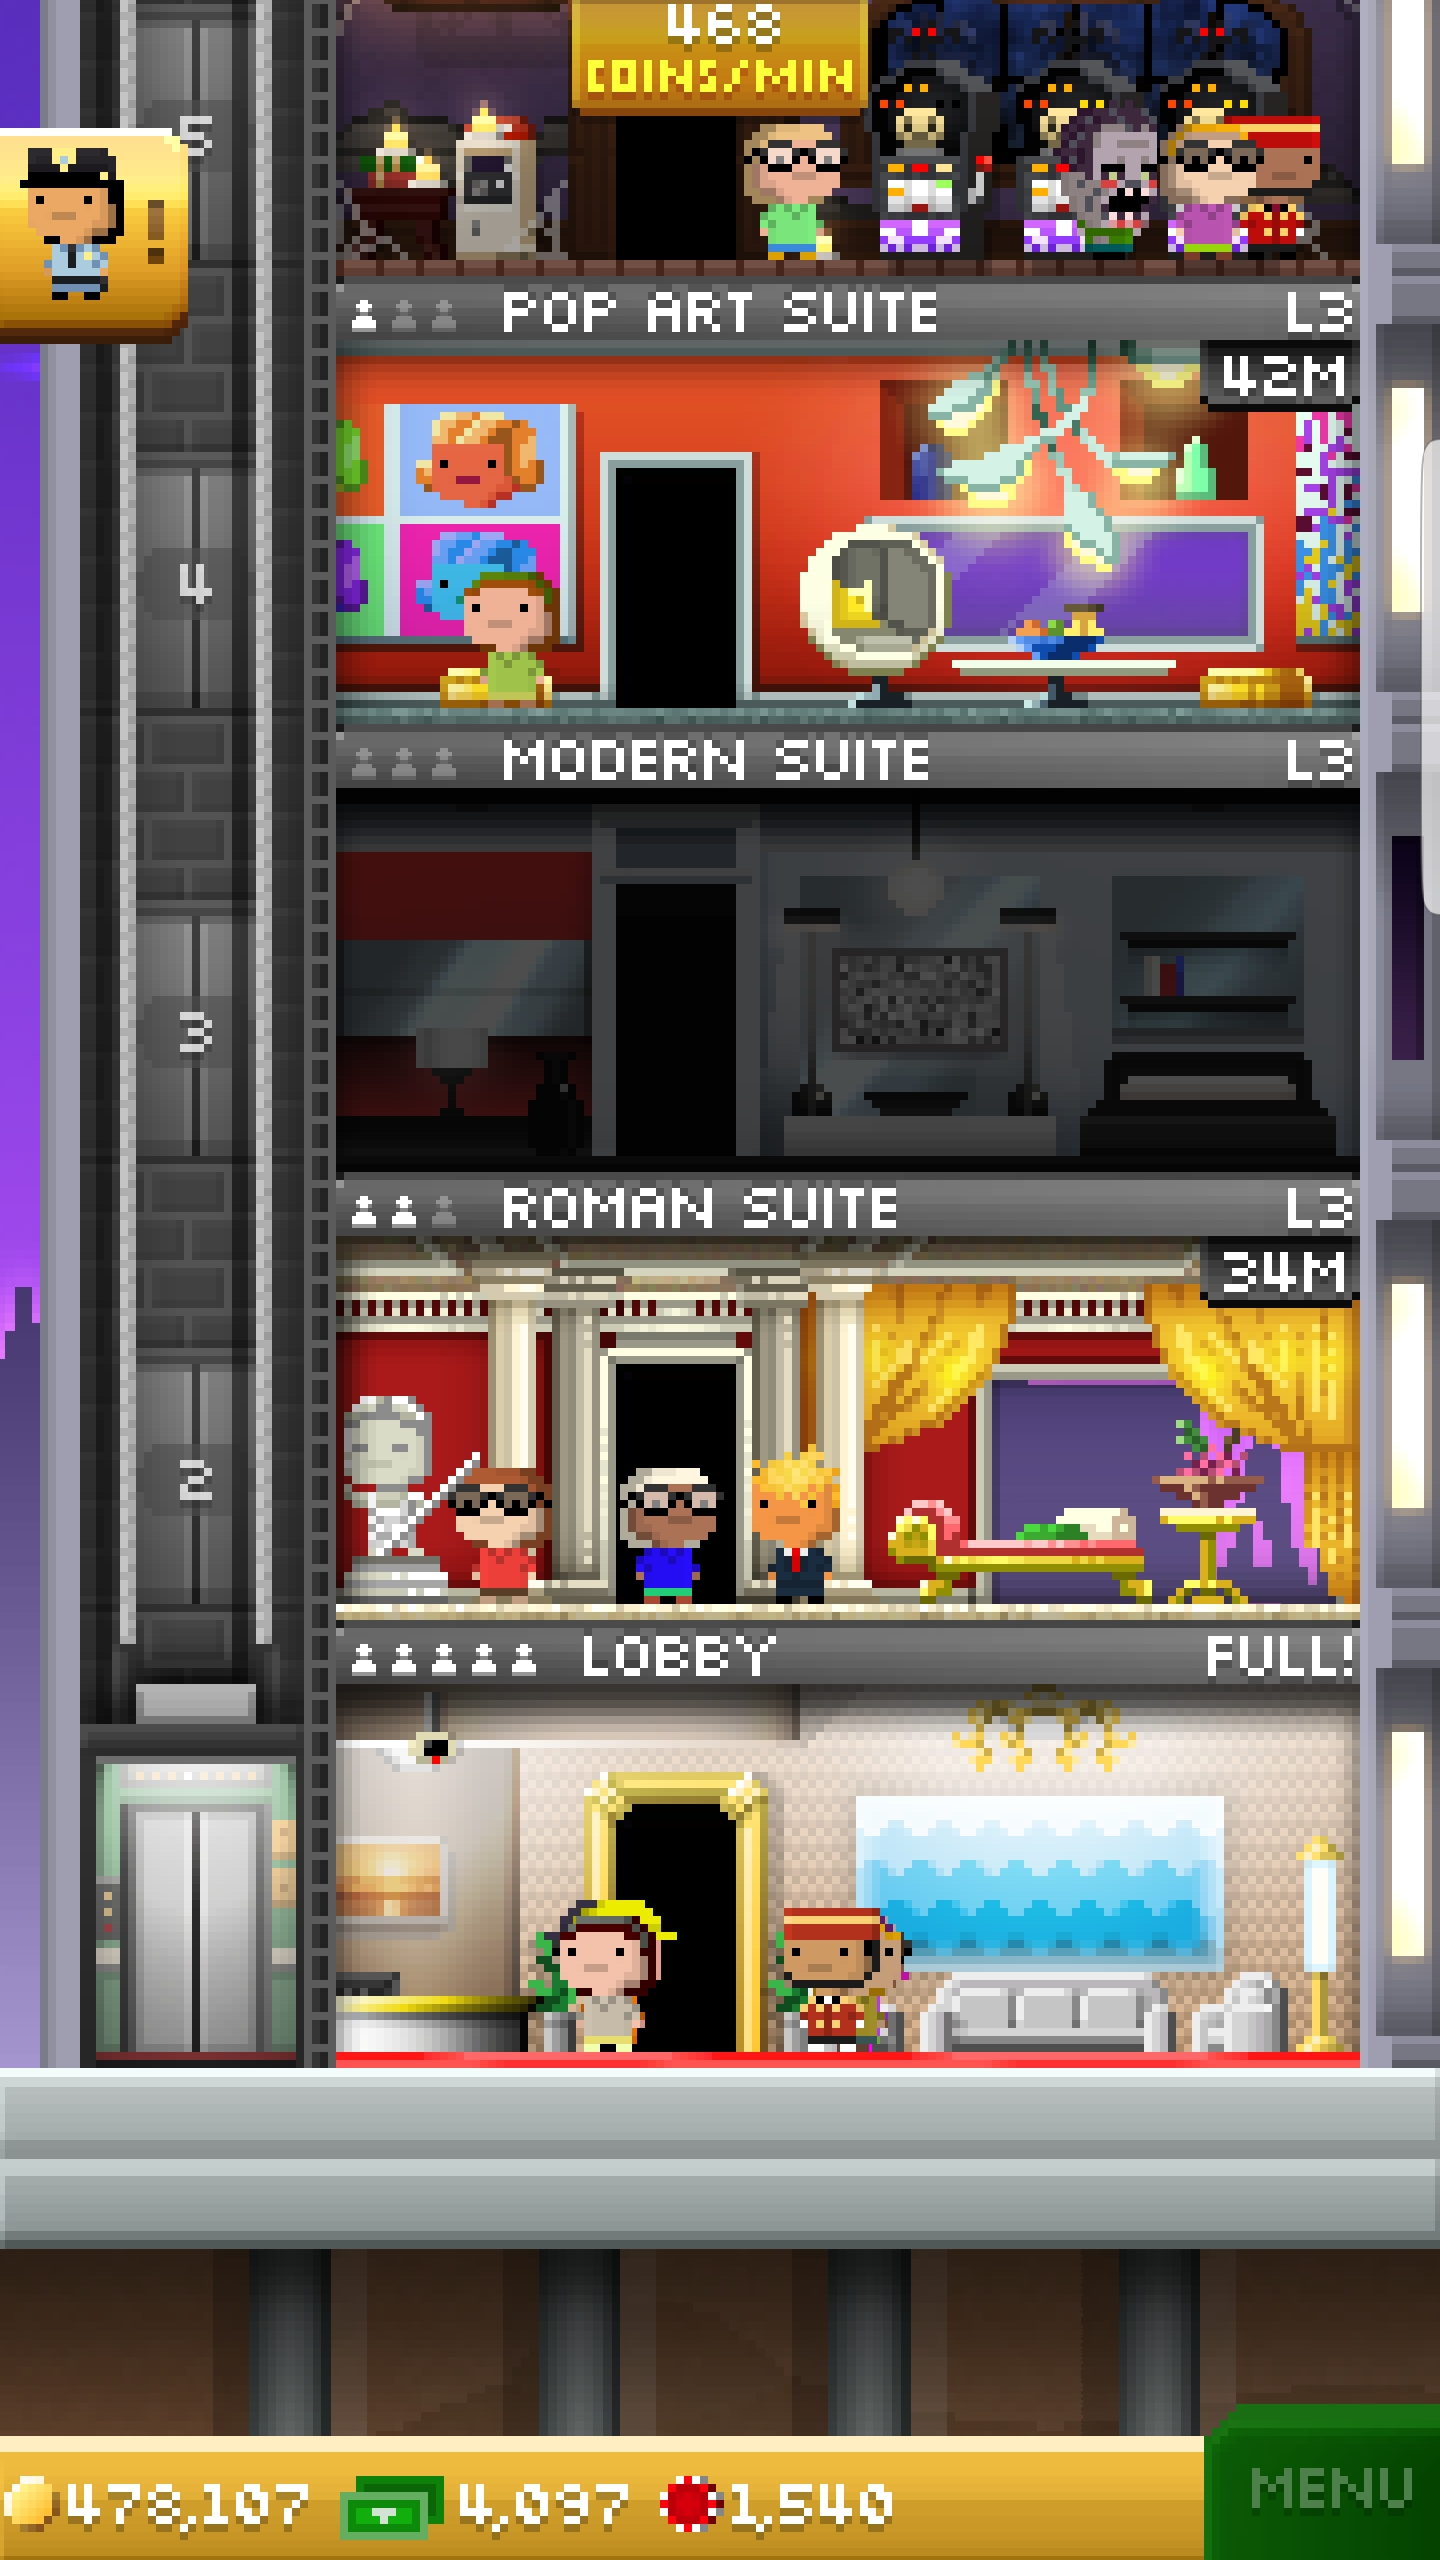 468
COINS/MIN
5
!
POP ART SUITE L3
42M
4
MODERN SUITE L3
3
ROMAN SUITE L3
34M
2
LOBBY FULL!
478,107 4,097 1,540
MENU